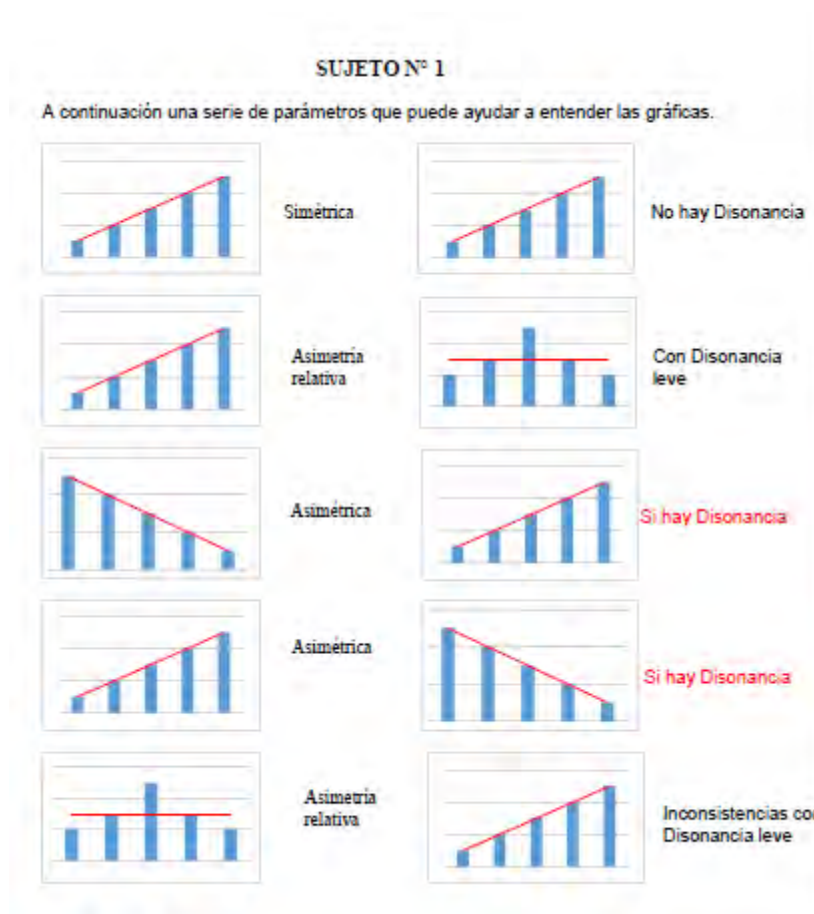 SUJETO N° 1
A continuación una serie de parámetros que puede ayudar a entender las gráficas.
Simétrica
No hay Disonancia
Asimetría
relativa
Con Disonancia
leve
Asimétrica
Si hay Disonancia
Asimétrica
Si hay Disonancia
Asimetría
relativa
Inconsistencias co
Disonancia leve